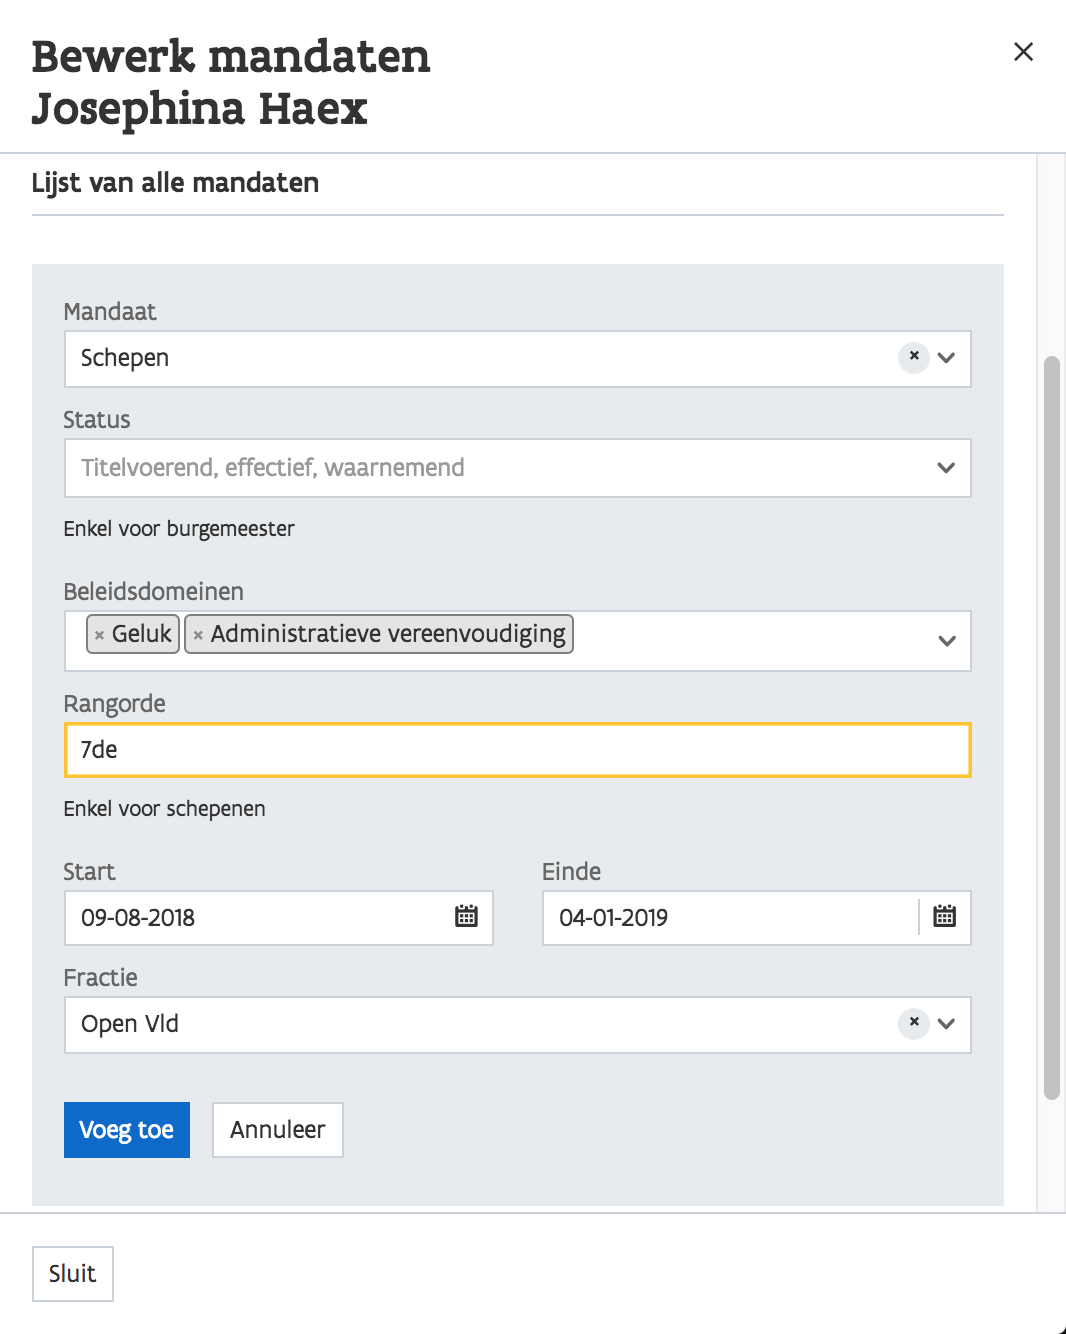 Bewerk mandaten
Josephina Haex
Lijst van alle mandaten
Mandaat
Schepen
Status
Titelvoerend, effectief, waarnemend
Enkel voor burgemeester
Beleidsdomeinen
× Geluk × Administratieve vereenvoudiging
Rangorde
7de
Enkel voor schepenen
Start Einde
09-08-2018 04-01-2019
Fractie
Open Vld
Voeg toe Annuleer
Sluit